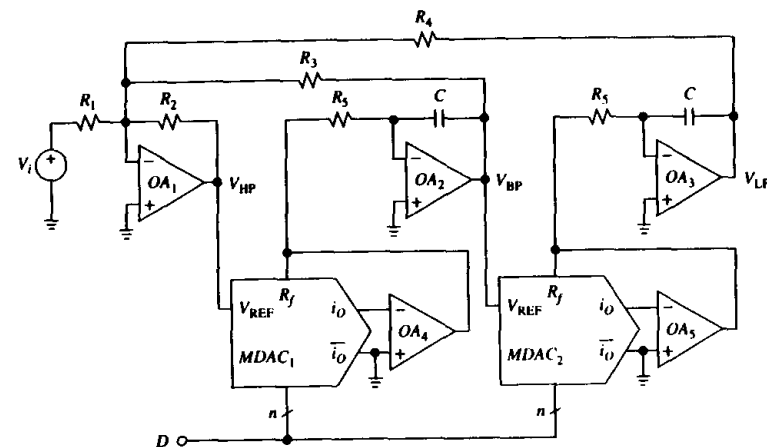 R4
R3
R1
R2
R5
C
R5
C
Vi
+
−
OA1
+
VHP
−
OA2
+
VBP
−
OA3
+
VLP
VREF
Rf
iO
−
OA4
MDAC1
iO
+
VREF
Rf
iO
−
OA5
MDAC2
iO
+
n
n
D